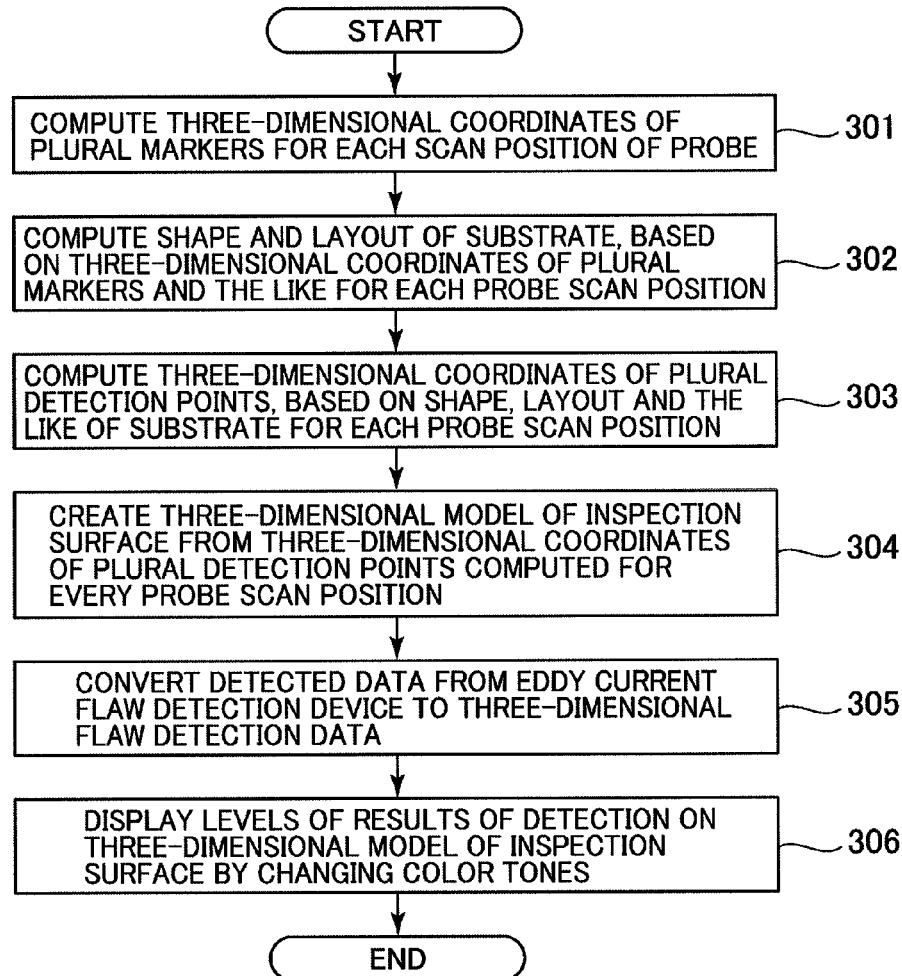 START
COMPUTE THREE-DIMENSIONAL COORDINATES OF
PLURAL MARKERS FOR EACH SCAN POSITION OF PROBE
301
COMPUTE SHAPE AND LAYOUT OF SUBSTRATE, BASED
ON THREE-DIMENSIONAL COORDINATES OF PLURAL
MARKERS AND THE LIKE FOR EACH PROBE SCAN POSITION
302
COMPUTE THREE-DIMENSIONAL COORDINATES OF PLURAL
DETECTION POINTS, BASED ON SHAPE, LAYOUT AND THE
LIKE OF SUBSTRATE FOR EACH PROBE SCAN POSITION
303
CREATE THREE-DIMENSIONAL MODEL OF INSPECTION
SURFACE FROM THREE-DIMENSIONAL COORDINATES
OF PLURAL DETECTION POINTS COMPUTED FOR
EVERY PROBE SCAN POSITION
304
CONVERT DETECTED DATA FROM EDDY CURRENT
FLAW DETECTION DEVICE TO THREE-DIMENSIONAL
FLAW DETECTION DATA
305
DISPLAY LEVELS OF RESULTS OF DETECTION ON
THREE-DIMENSIONAL MODEL OF INSPECTION
SURFACE BY CHANGING COLOR TONES
306
END